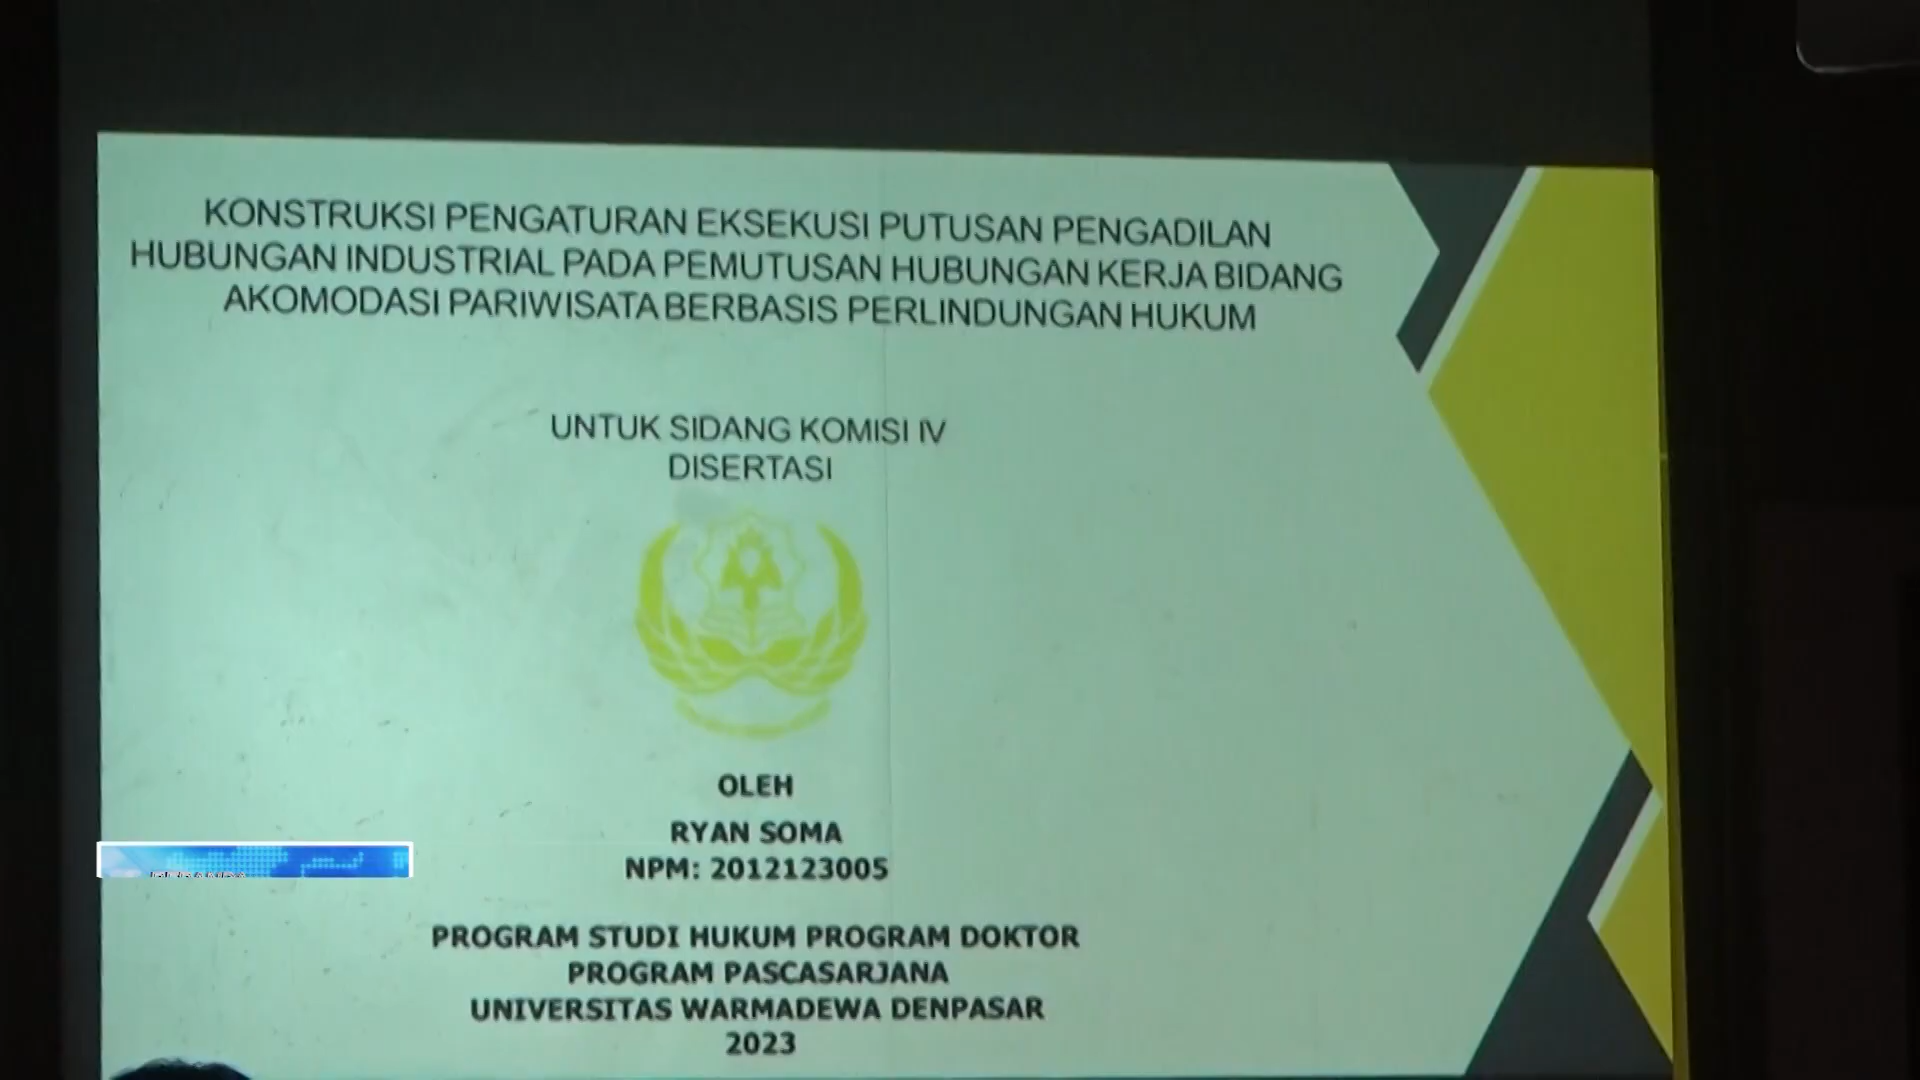 KONSTRUKSI PENGATURAN EKSEKUSI PUTUSAN PENGADILAN
HUBUNGAN INDUSTRIAL PADA PEMUTUSAN HUBUNGAN KERJA BIDANG
AKOMODASI PARIWISATA BERBASIS PERLINDUNGAN HUKUM
UNTUK SIDANG KOMISI IV
DISERTASI
OLEH
RYAN SOMA
NPM: 2012123005
PROGRAM STUDI HUKUM PROGRAM DOKTOR
PROGRAM PASCASARJANA
UNIVERSITAS WARMADEWA DENPASAR
2023